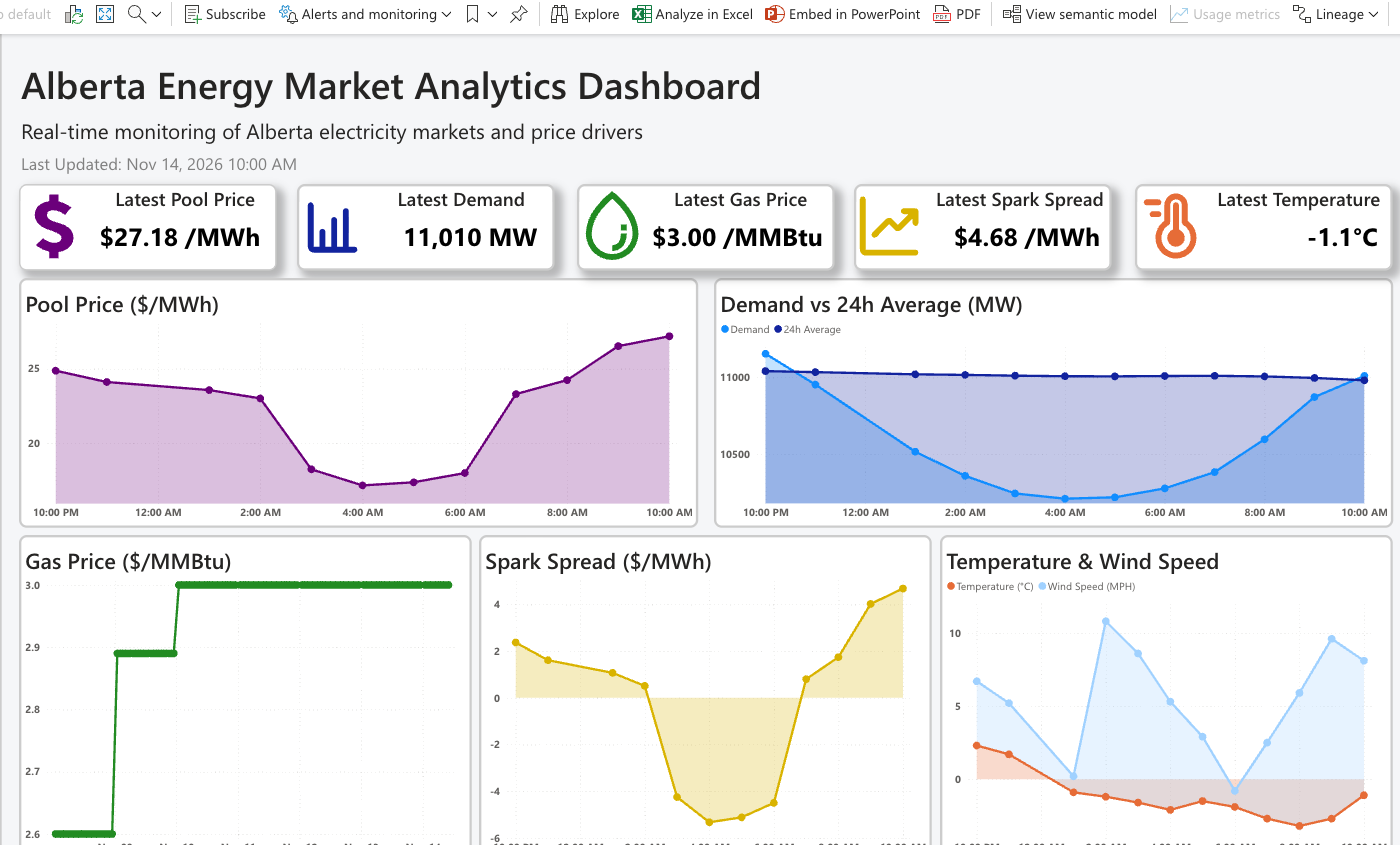 o default Subscribe Alerts and monitoring Explore Analyze in Excel Embed in PowerPoint PDF View semantic model Usage metrics Lineage
Alberta Energy Market Analytics Dashboard
Real-time monitoring of Alberta electricity markets and price drivers
Last Updated: Nov 14, 2026 10:00 AM
Latest Pool Price
$27.18 /MWh
Latest Demand
11,010 MW
Latest Gas Price
$3.00 /MMBtu
Latest Spark Spread
$4.68 /MWh
Latest Temperature
-1.1°C
Pool Price ($/MWh)
25
20
10:00 PM 12:00 AM 2:00 AM 4:00 AM 6:00 AM 8:00 AM 10:00 AM
Demand vs 24h Average (MW)
Demand 24h Average
11000
10500
10:00 PM 12:00 AM 2:00 AM 4:00 AM 6:00 AM 8:00 AM 10:00 AM
Gas Price ($/MMBtu)
3.0
2.9
2.8
2.7
2.6
Spark Spread ($/MWh)
4
2
0
-2
-4
-6
Temperature & Wind Speed
Temperature (°C) Wind Speed (MPH)
10
5
0